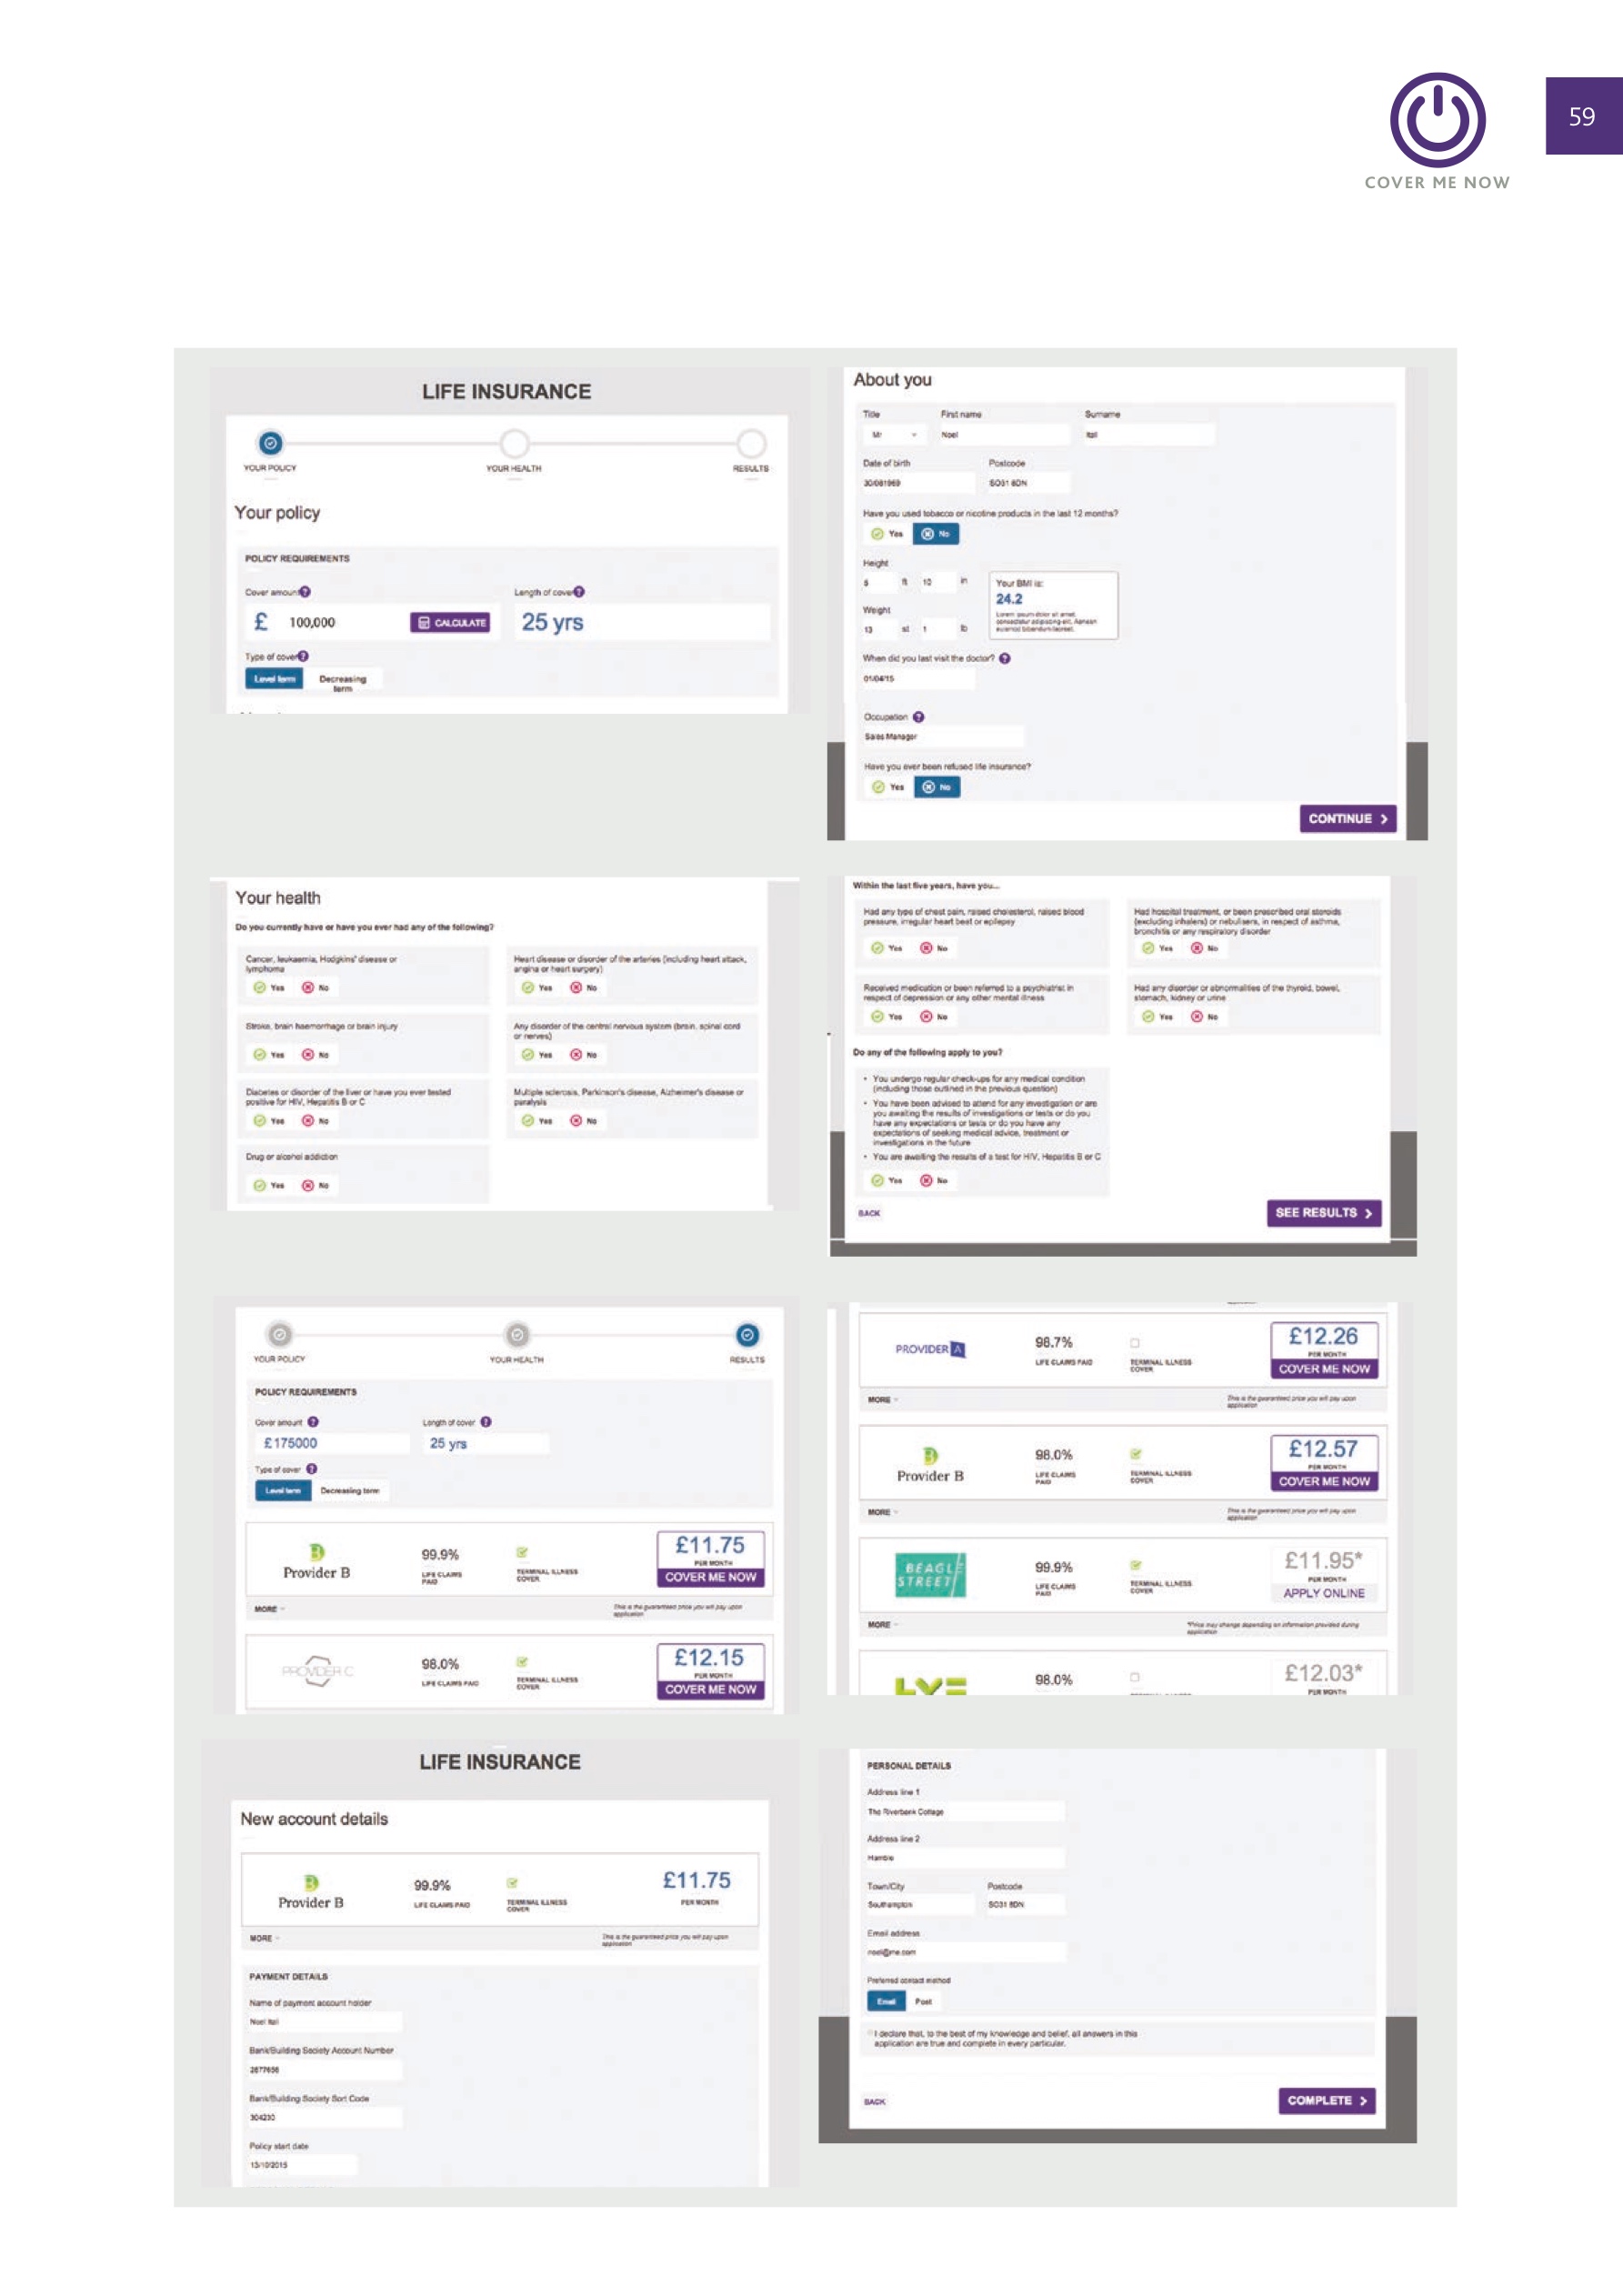 59
COVER ME NOW
LIFE INSURANCE
YOUR POLICY
YOUR HEALTH
RESULTS
Your policy
POLICY REQUIREMENTS
Cover amount ?
Length of cover ?
£ 100,000
CALCULATE
25 yrs
Type of cover ?
Level term
Decreasing
term
About you
Title
First name
Surname
Mr
Noel
Itall
Date of birth
Postcode
30/081969
SO31 8DN
Have you used tobacco or nicotine products in the last 12 months?
Yes
No
Height
ft 10 in
Your BMI is:
24.2
Lorem ipsum dolor sit amet,
consectetur adipiscing elit. Aenean
euismod bibendum laoreet.
Weight
13 st 1 lb
When did you last visit the doctor? ?
01/04/15
Occupation ?
Sales Manager
Have you ever been refused life insurance?
Yes
No
CONTINUE
Your health
Do you currently have or have you ever had any of the following?
Cancer, leukaemia, Hodgkins' disease or
lymphoma
Yes No
Heart disease or disorder of the arteries (including heart attack,
angina or heart surgery)
Yes No
Stroke, brain haemorrhage or brain injury
Yes No
Any disorder of the central nervous system (brain, spinal cord
or nerves)
Yes No
Diabetes or disorder of the liver or have you ever tested
positive for HIV, Hepatitis B or C
Yes No
Multiple sclerosis, Parkinson's disease, Alzheimer's disease or
paralysis
Yes No
Drug or alcohol addiction
Yes No
Within the last five years, have you...
Had any type of chest pain, raised cholesterol, raised blood
pressure, irregular heart beat or epilepsy
Yes No
Had hospital treatment, or been prescribed oral steroids
(excluding inhalers) or nebulisers, in respect of asthma,
bronchitis or any respiratory disorder
Yes No
Received medication or been referred to a psychiatrist in
respect of depression or any other mental illness
Yes No
Had any disorder or abnormalities of the thyroid, bowel,
stomach, kidney or urine
Yes No
Do any of the following apply to you?
• You undergo regular check-ups for any medical condition
(including those outlined in the previous question)
• You have been advised to attend for any investigation or are
you awaiting the results of investigations or tests or do you
have any expectations or tests or do you have any
expectations of seeking medical advice, treatment or
investigations in the future
• You are awaiting the results of a test for HIV, Hepatitis B or C
Yes No
BACK
SEE RESULTS
YOUR POLICY
YOUR HEALTH
RESULTS
POLICY REQUIREMENTS
Cover amount ?
Length of cover ?
£175000
25 yrs
Type of cover ?
Level term
Decreasing term
Provider B
99.9%
LIFE CLAIMS
PAID
TERMINAL ILLNESS
COVER
£11.75
PER MONTH
COVER ME NOW
MORE
This is the guaranteed price you will pay upon
application
PROVIDER C
98.0%
LIFE CLAIMS PAID
TERMINAL ILLNESS
COVER
£12.15
PER MONTH
COVER ME NOW
PROVIDER A
98.7%
LIFE CLAIMS PAID
TERMINAL ILLNESS
COVER
£12.26
PER MONTH
COVER ME NOW
MORE
This is the guaranteed price you will pay upon
application
Provider B
98.0%
LIFE CLAIMS
PAID
TERMINAL ILLNESS
COVER
£12.57
PER MONTH
COVER ME NOW
MORE
This is the guaranteed price you will pay upon
application
BEAGLE
STREET
99.9%
LIFE CLAIMS
PAID
TERMINAL ILLNESS
COVER
£11.95*
PER MONTH
APPLY ONLINE
MORE
*Price may change depending on information provided during
application
98.0%
£12.03*
PER MONTH
LIFE INSURANCE
New account details
Provider B
99.9%
LIFE CLAIMS PAID
TERMINAL ILLNESS
COVER
£11.75
PER MONTH
MORE
This is the guaranteed price you will pay upon
application
PAYMENT DETAILS
Name of payment account holder
Noel Itall
Bank/Building Society Account Number
2877656
Bank/Building Society Sort Code
304230
Policy start date
13/10/2015
PERSONAL DETAILS
Address line 1
The Riverbank Cottage
Address line 2
Hamble
Town/City
Postcode
Southampton
SO31 8DN
Email address
noel@me.com
Preferred contact method
Email
Post
I declare that, to the best of my knowledge and belief, all answers in this
application are true and complete in every particular.
BACK
COMPLETE